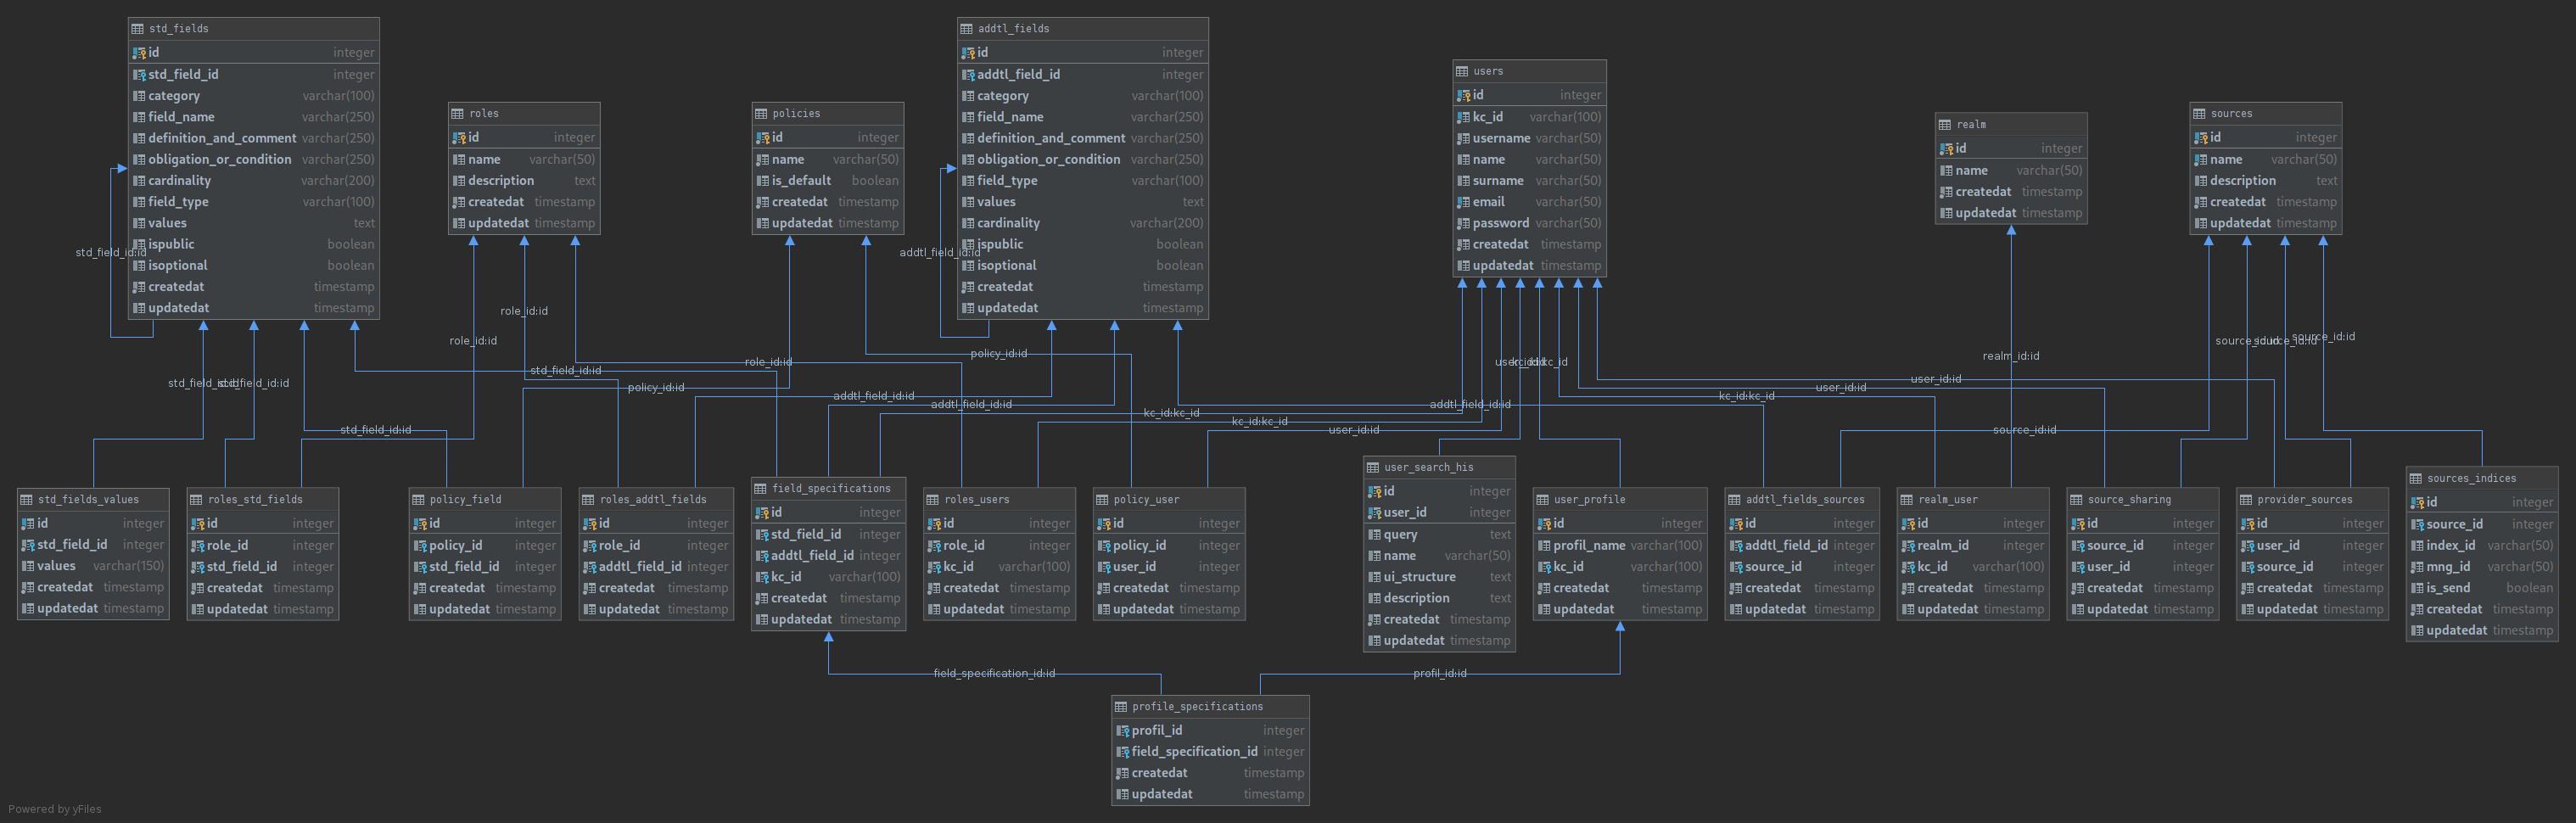 std_fields
id integer
std_field_id integer
category varchar(100)
field_name varchar(250)
definition_and_comment varchar(250)
obligation_or_condition varchar(250)
cardinality varchar(200)
field_type varchar(100)
values text
ispublic boolean
isoptional boolean
createdat timestamp
updatedat timestamp
roles
id integer
name varchar(50)
description text
createdat timestamp
updatedat timestamp
policies
id integer
name varchar(50)
is_default boolean
createdat timestamp
updatedat timestamp
addtl_fields
id integer
addtl_field_id integer
category varchar(100)
field_name varchar(250)
definition_and_comment varchar(250)
obligation_or_condition varchar(250)
field_type varchar(100)
values text
cardinality varchar(200)
ispublic boolean
isoptional boolean
createdat timestamp
updatedat timestamp
users
id integer
kc_id varchar(100)
username varchar(50)
name varchar(50)
surname varchar(50)
email varchar(50)
password varchar(50)
createdat timestamp
updatedat timestamp
realm
id integer
name varchar(50)
createdat timestamp
updatedat timestamp
sources
id integer
name varchar(50)
description text
createdat timestamp
updatedat timestamp
std_field_id:id
addtl_field_id:id
role_id:id
role_id:id
policy_id:id
role_id:id
std_field_id:id
std_field_id:id
std_field_id:id
policy_id:id
addtl_field_id:id
addtl_field_id:id
addtl_field_id:id
kc_id:kc_id
kc_id:kc_id
user_id:id
user_id:id
kc_id:kc_id
realm_id:id
user_id:id
user_id:id
kc_id:kc_id
source_id:id
source_id:id
source_id:id
source_id:id
std_field_id:id
std_fields_values
id integer
std_field_id integer
values varchar(150)
createdat timestamp
updatedat timestamp
roles_std_fields
id integer
role_id integer
std_field_id integer
createdat timestamp
updatedat timestamp
policy_field
id integer
policy_id integer
std_field_id integer
createdat timestamp
updatedat timestamp
roles_addtl_fields
id integer
role_id integer
addtl_field_id integer
createdat timestamp
updatedat timestamp
field_specifications
id integer
std_field_id integer
addtl_field_id integer
kc_id varchar(100)
createdat timestamp
updatedat timestamp
roles_users
id integer
role_id integer
kc_id varchar(100)
createdat timestamp
updatedat timestamp
policy_user
id integer
policy_id integer
user_id integer
createdat timestamp
updatedat timestamp
user_search_his
id integer
user_id integer
query text
name varchar(50)
ui_structure text
description text
createdat timestamp
updatedat timestamp
user_profile
id integer
profil_name varchar(100)
kc_id varchar(100)
createdat timestamp
updatedat timestamp
addtl_fields_sources
id integer
addtl_field_id integer
source_id integer
createdat timestamp
updatedat timestamp
realm_user
id integer
realm_id integer
kc_id varchar(100)
createdat timestamp
updatedat timestamp
source_sharing
id integer
source_id integer
user_id integer
createdat timestamp
updatedat timestamp
provider_sources
id integer
user_id integer
source_id integer
createdat timestamp
updatedat timestamp
sources_indices
id integer
source_id integer
index_id varchar(50)
mng_id varchar(50)
is_send boolean
createdat timestamp
updatedat timestamp
field_specification_id:id
profil_id:id
profile_specifications
profil_id integer
field_specification_id integer
createdat timestamp
updatedat timestamp
Powered by yFiles